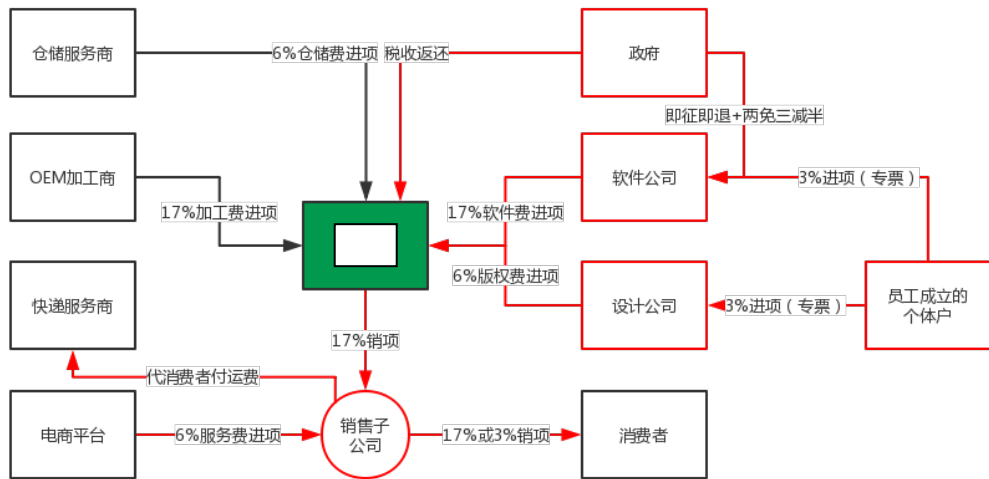 仓储服务商
6%仓储费进项
税收返还
政府
即征即退+两免三减半
OEM加工商
软件公司
3%进项（专票）
17%加工费进项
17%软件费进项
6%版权费进项
快递服务商
设计公司
3%进项（专票）
员工成立的
个体户
17%销项
代消费者付运费
电商平台
6%服务费进项
销售子
公司
17%或3%销项
消费者